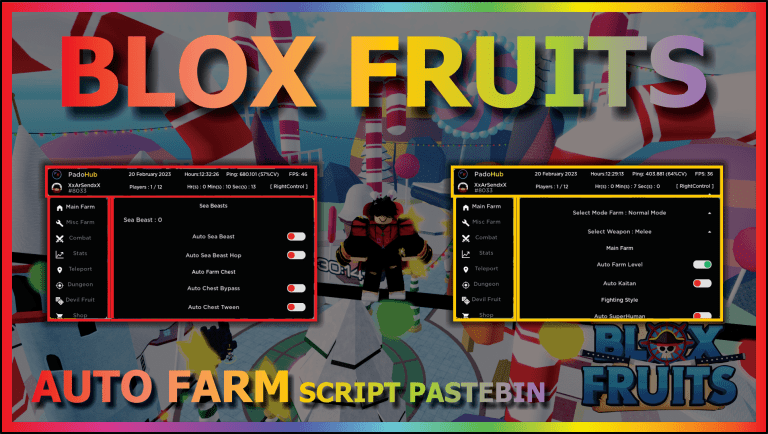 BLOX FRUITS
PadoHub
20 February 2023
Hours:12:32:26
Ping: 680.101 (57%CV)
FPS: 46
XxArSendxX
#8033
Players : 1 / 12
Hr(s) : 0 Min(s) : 10 Sec(s) : 13
[ RightControl ]
Main Farm
Misc Farm
Combat
Stats
Teleport
Dungeon
Devil Fruit
Shop
Sea Beasts
Sea Beast : 0
Auto Sea Beast
Auto Sea Beast Hop
Auto Farm Chest
Auto Chest Bypass
Auto Chest Tween
30:14
PadoHub
20 February 2023
Hours:12:29:13
Ping: 403.881 (64%CV)
FPS: 36
XxArSendxX
#8033
Players : 1 / 12
Hr(s) : 0 Min(s) : 7 Sec(s) : 0
[ RightControl ]
Main Farm
Misc Farm
Combat
Stats
Teleport
Dungeon
Devil Fruit
Shop
Select Mode Farm : Normal Mode
Select Weapon : Melee
Main Farm
Auto Farm Level
Auto Kaitan
Fighting Style
Auto SuperHuman
BLOX
FRUITS
AUTO FARM SCRIPT PASTEBIN